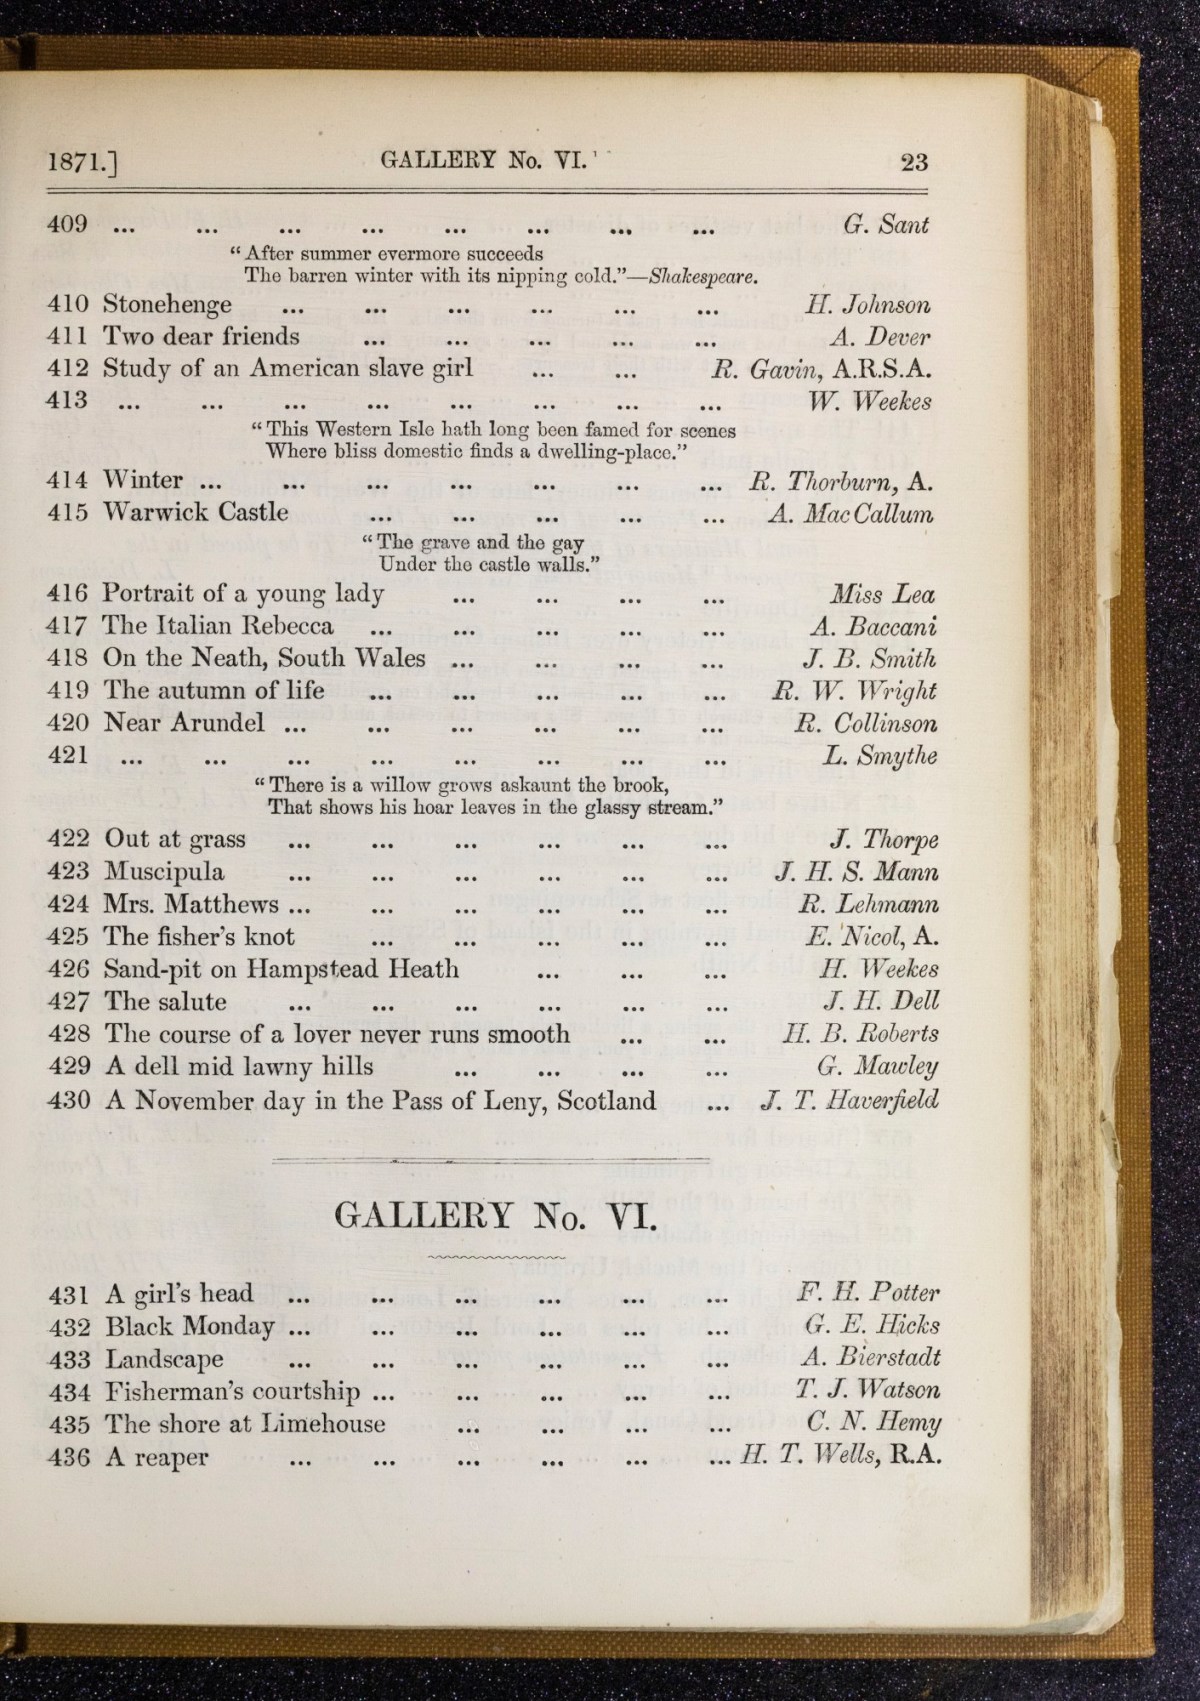 1871.] GALLERY No. VI. 23
409 ... ... ... ... ... ... ... ... G. Sant
“After summer evermore succeeds
The barren winter with its nipping cold.”—Shakespeare.
410 Stonehenge ... ... ... ... ... ... H. Johnson
411 Two dear friends ... ... ... ... ... A. Dever
412 Study of an American slave girl ... ... R. Gavin, A.R.S.A.
413 ... ... ... ... ... ... ... ... W. Weekes
“This Western Isle hath long been famed for scenes
Where bliss domestic finds a dwelling-place.”
414 Winter ... ... ... ... ... ... ... R. Thorburn, A.
415 Warwick Castle ... ... ... ... ... A. MacCallum
“The grave and the gay
Under the castle walls.”
416 Portrait of a young lady ... ... ... ... Miss Lea
417 The Italian Rebecca ... ... ... ... ... A. Baccani
418 On the Neath, South Wales ... ... ... ... J. B. Smith
419 The autumn of life ... ... ... ... ... R. W. Wright
420 Near Arundel ... ... ... ... ... ... R. Collinson
421 ... ... ... ... ... ... ... ... L. Smythe
“There is a willow grows askaunt the brook,
That shows his hoar leaves in the glassy stream.”
422 Out at grass ... ... ... ... ... ... J. Thorpe
423 Muscipula ... ... ... ... ... ... J. H. S. Mann
424 Mrs. Matthews ... ... ... ... ... ... R. Lehmann
425 The fisher’s knot ... ... ... ... ... E. Nicol, A.
426 Sand-pit on Hampstead Heath ... ... ... H. Weekes
427 The salute ... ... ... ... ... ... J. H. Dell
428 The course of a lover never runs smooth ... ... H. B. Roberts
429 A dell mid lawny hills ... ... ... ... G. Mawley
430 A November day in the Pass of Leny, Scotland ... J. T. Haverfield
GALLERY No. VI.
431 A girl’s head ... ... ... ... ... ... F. H. Potter
432 Black Monday ... ... ... ... ... ... G. E. Hicks
433 Landscape ... ... ... ... ... ... A. Bierstadt
434 Fisherman’s courtship ... ... ... ... ... T. J. Watson
435 The shore at Limehouse ... ... ... ... C. N. Hemy
436 A reaper ... ... ... ... ... ... H. T. Wells, R.A.